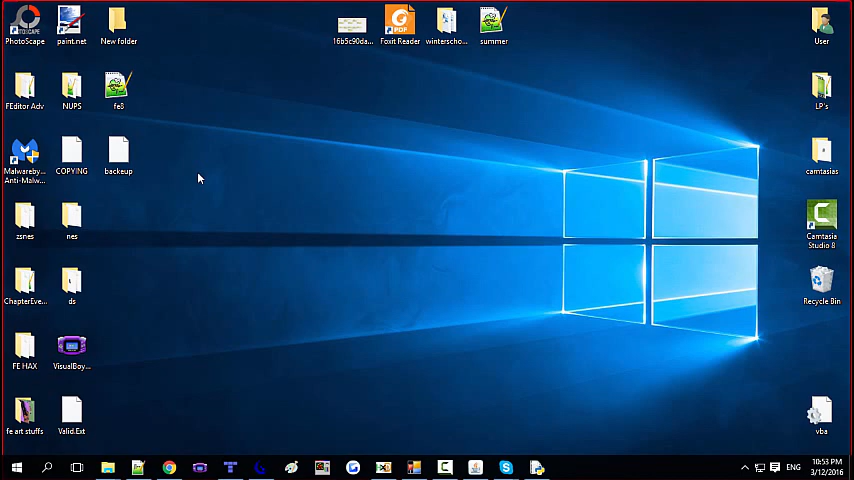 PhotoScape
paint.net
New folder
16b5c90da...
Foxit Reader
winterscho...
summer
User
FEditor Adv
NUPS
fe8
LP's
Malwareby...
Anti-Malw...
COPYING
backup
camtasias
zsnes
nes
Camtasia
Studio 8
ChapterEve...
ds
Recycle Bin
FE HAX
VisualBoy...
fe art stuffs
Valid.Ext
vba
ENG
10:53 PM
3/12/2016